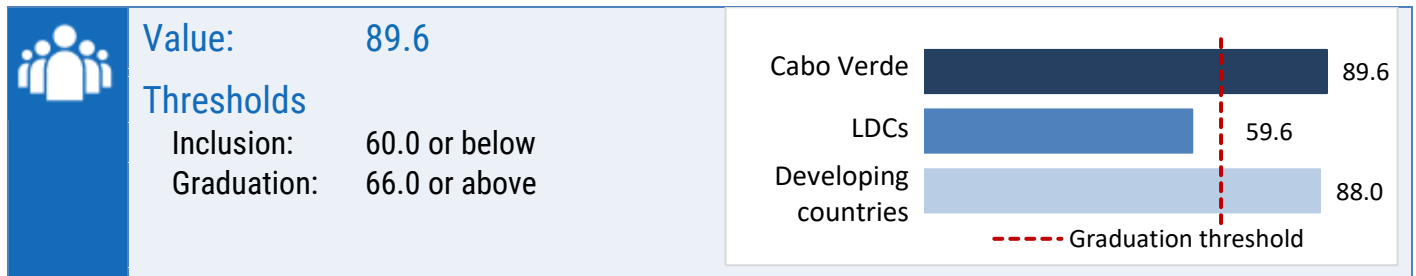 Value: 89.6
Thresholds
Inclusion: 60.0 or below
Graduation: 66.0 or above
Cabo Verde 89.6
LDCs 59.6
Developing
countries 88.0
Graduation threshold